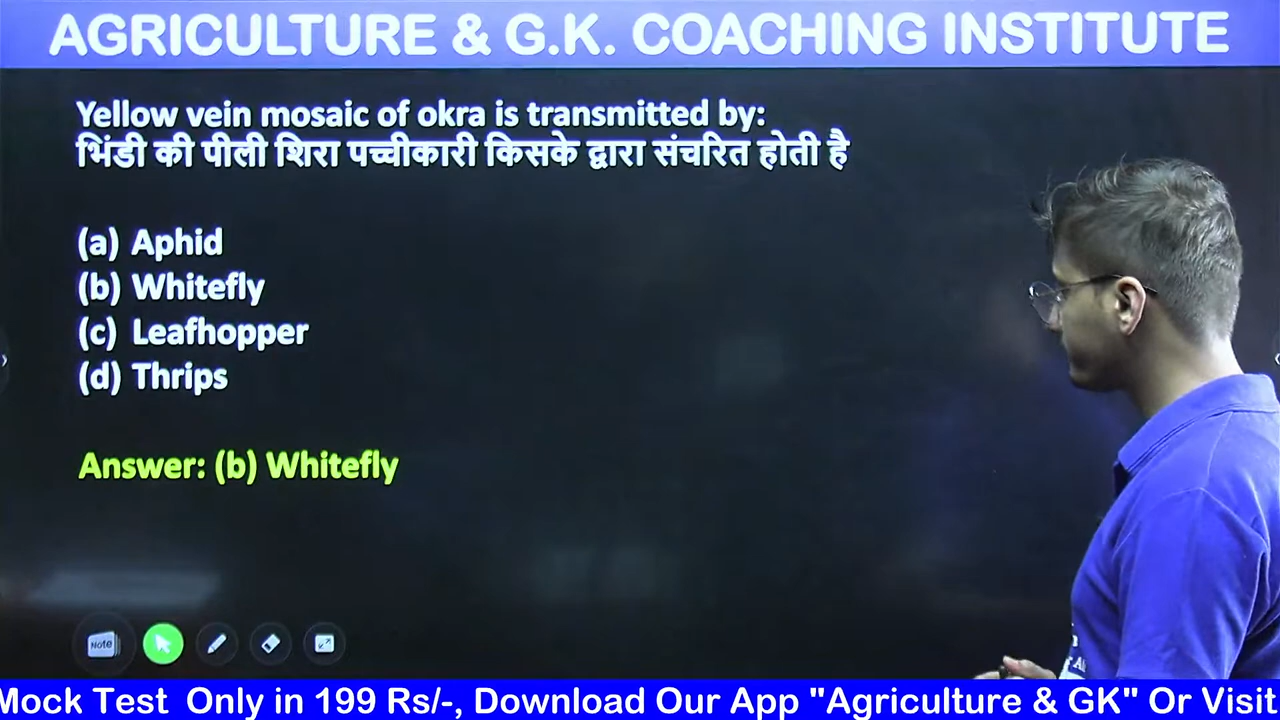 AGRICULTURE & G.K. COACHING INSTITUTE
Yellow vein mosaic of okra is transmitted by:
भिंडी की पीली शिरा पच्चीकारी किसके द्वारा संचरित होती है
(a) Aphid
(b) Whitefly
(c) Leafhopper
(d) Thrips
Answer: (b) Whitefly
Note
Mock Test Only in 199 Rs/-, Download Our App "Agriculture & GK" Or Visit